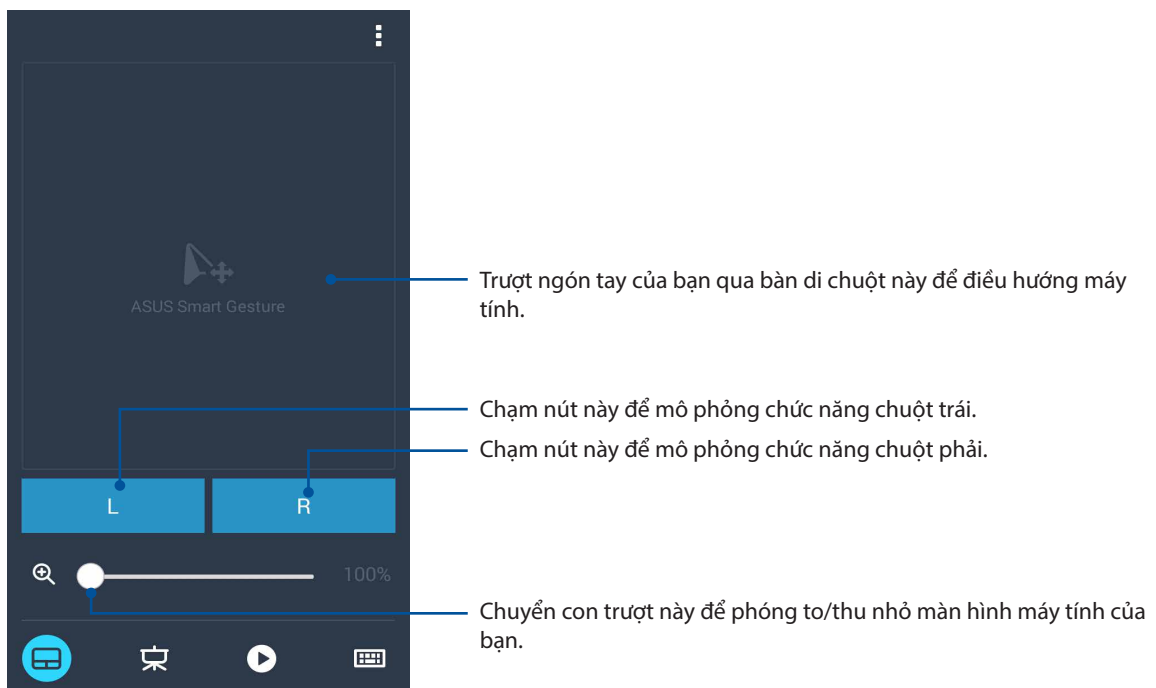 ASUS Smart Gesture
Trượt ngón tay của bạn qua bàn di chuột này để điều hướng máy
tính.
Chạm nút này để mô phỏng chức năng chuột trái.
Chạm nút này để mô phỏng chức năng chuột phải.
L
R
100%
Chuyển con trượt này để phóng to/thu nhỏ màn hình máy tính của
bạn.